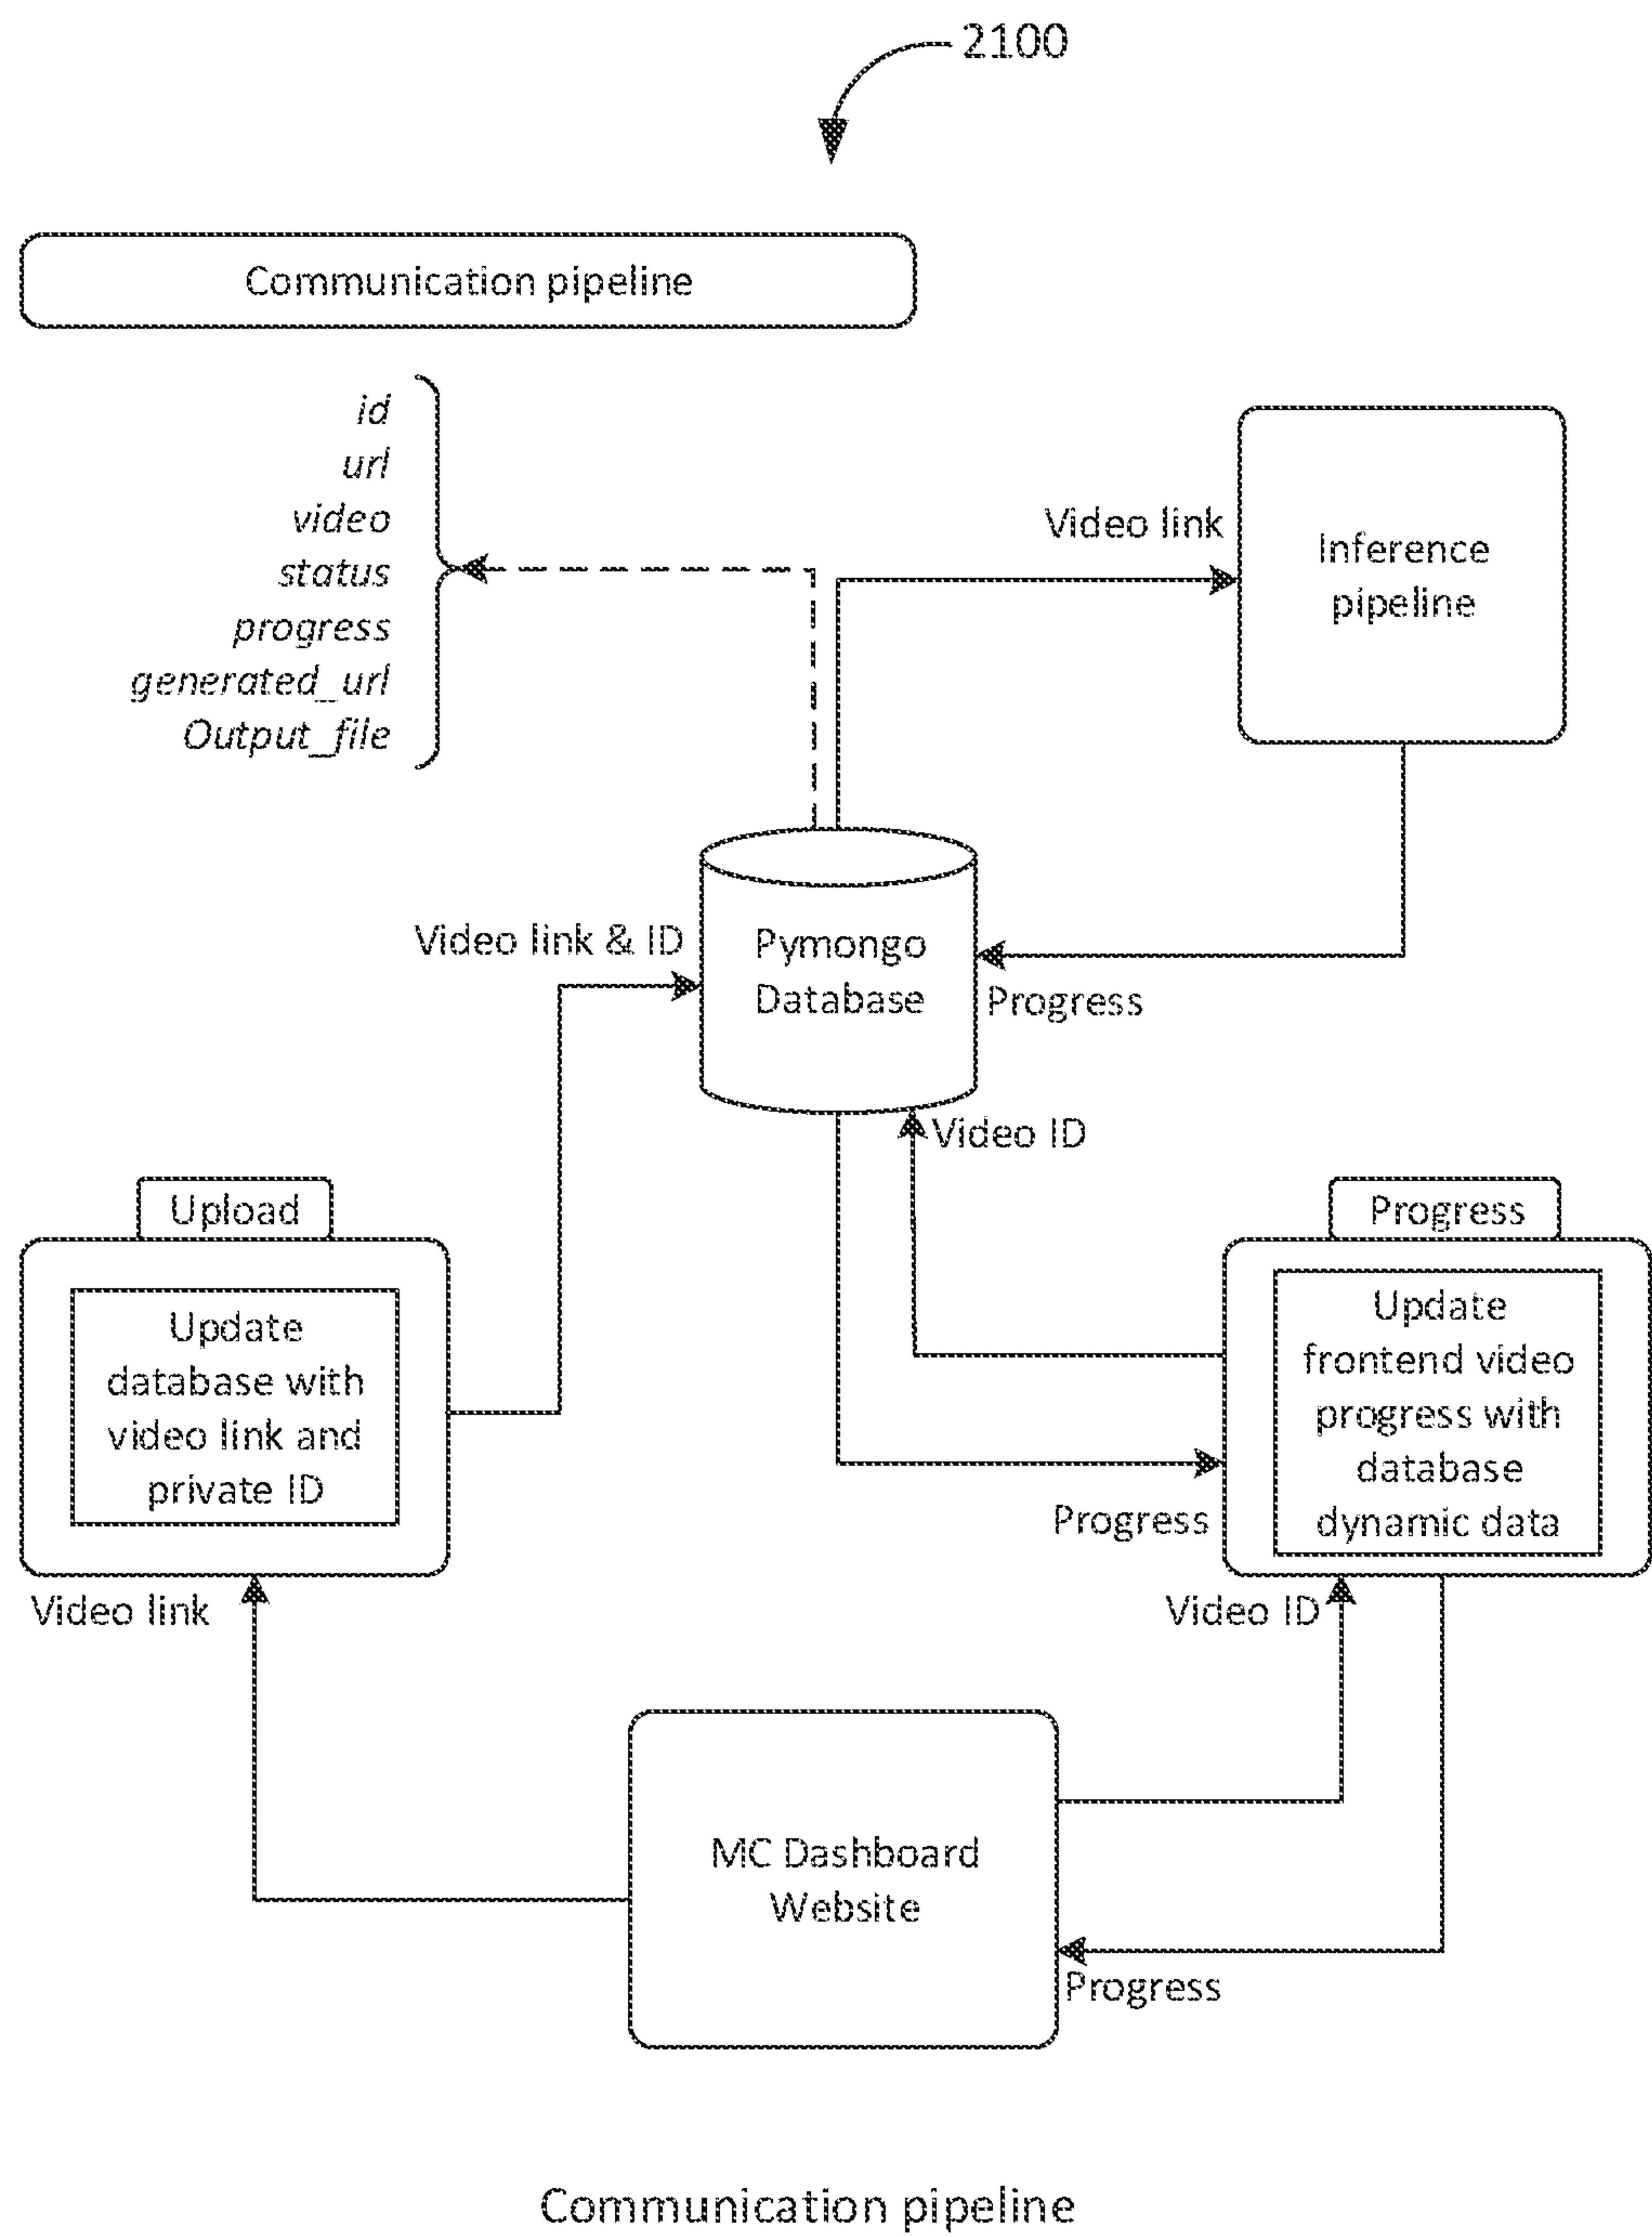 2100
Communication pipeline
id
url
video
status
progress
generated_url
Output_file
Video link
Inference
pipeline
Video link & ID
Pymongo
Database
Progress
Video ID
Upload
Update
database with
video link and
private ID
Progress
Update
frontend video
progress with
database
dynamic data
Progress
Video link
Video ID
MC Dashboard
Website
Progress
Communication pipeline